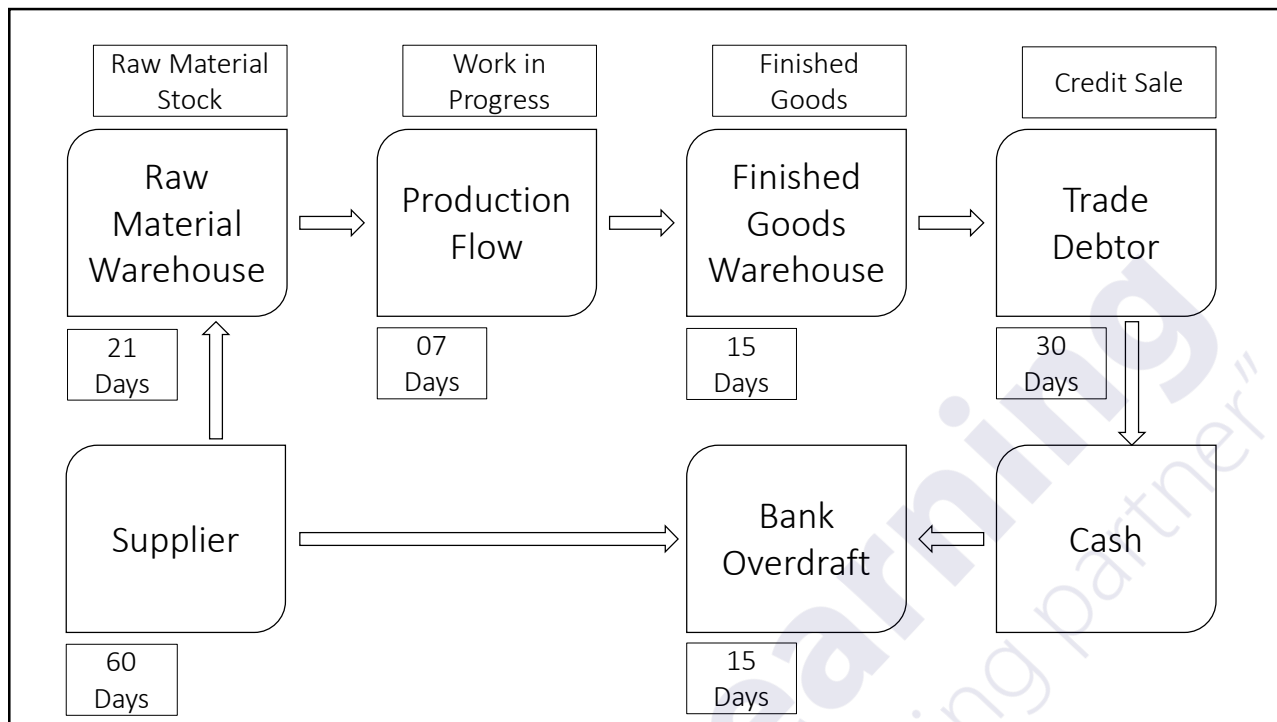 Raw Material
Stock
Work in
Progress
Finished
Goods
Credit Sale
Raw
Material
Warehouse
Production
Flow
Finished
Goods
Warehouse
Trade
Debtor
21
Days
07
Days
15
Days
30
Days
Supplier
Bank
Overdraft
Cash
60
Days
15
Days
partner”